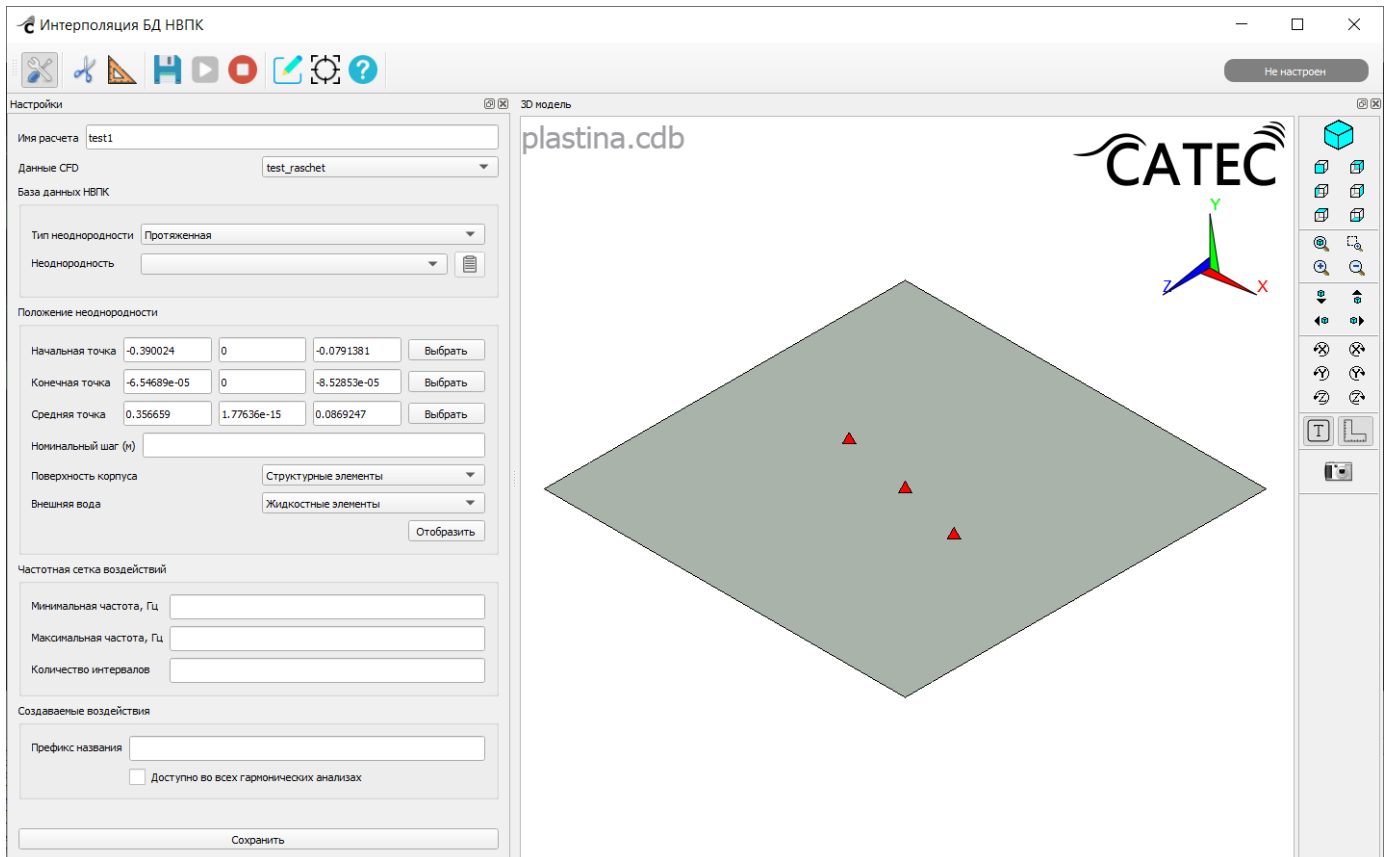 Интерполяция БД НВПК
Не настроен
Настройки
Имя расчета test1
Данные CFD test_raschet
База данных НВПК
Тип неоднородности Протяженная
Неоднородность
Положение неоднородности
Начальная точка -0.390024 0 -0.0791381 Выбрать
Конечная точка -6.54689e-05 0 -8.52853e-05 Выбрать
Средняя точка 0.356659 1.77636e-15 0.0869247 Выбрать
Номинальный шаг (м)
Поверхность корпуса Структурные элементы
Внешняя вода Жидкостные элементы
Отобразить
Частотная сетка воздействий
Минимальная частота, Гц
Максимальная частота, Гц
Количество интервалов
Создаваемые воздействия
Префикс названия
Доступно во всех гармонических анализах
Сохранить
3D модель
plastina.cdb
CATEC
Y
Z X
X X
Y Y
Z Z
T